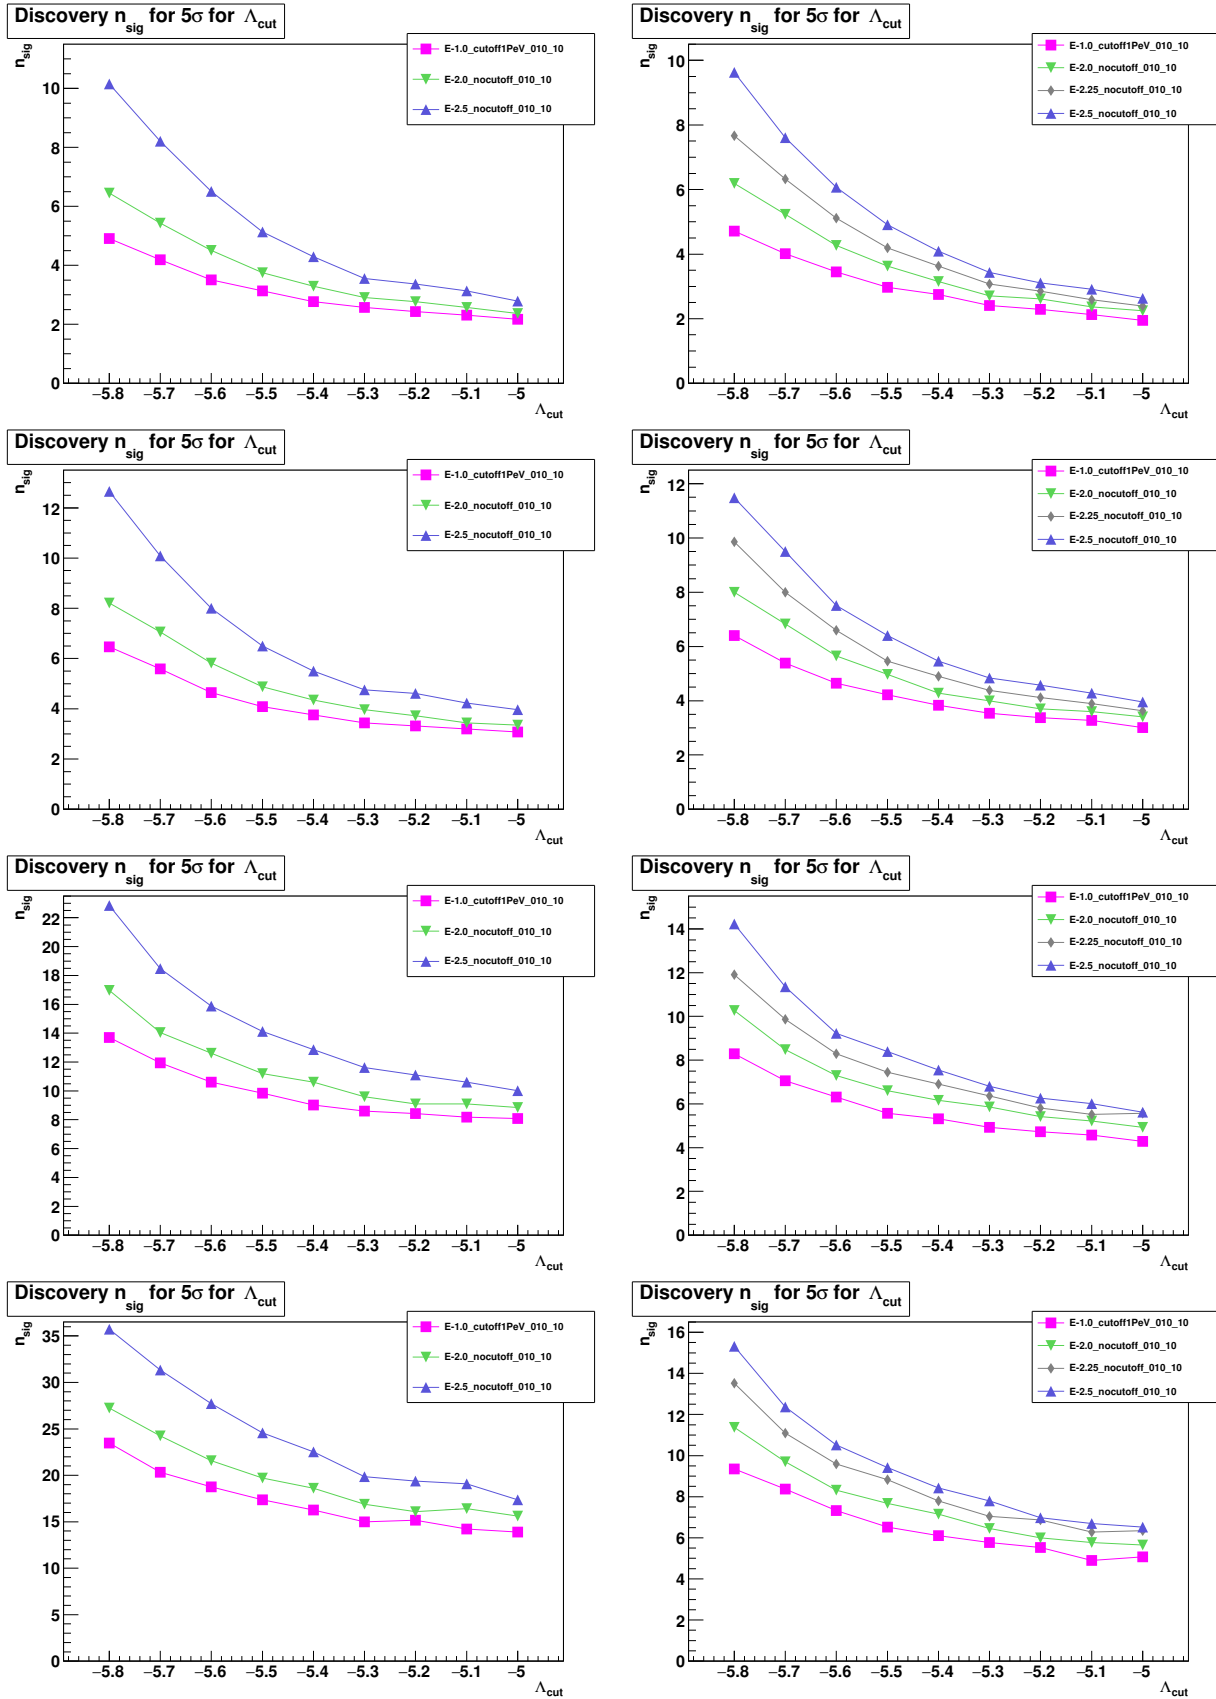 Discovery n_sig for 5σ for Λ_cut
n_sig
E-1.0_cutoff1PeV_010_10
E-2.0_nocutoff_010_10
E-2.5_nocutoff_010_10
10
8
6
4
2
0
−5.8 −5.7 −5.6 −5.5 −5.4 −5.3 −5.2 −5.1 −5
Λ_cut
Discovery n_sig for 5σ for Λ_cut
n_sig
E-1.0_cutoff1PeV_010_10
E-2.0_nocutoff_010_10
E-2.25_nocutoff_010_10
E-2.5_nocutoff_010_10
10
8
6
4
2
0
−5.8 −5.7 −5.6 −5.5 −5.4 −5.3 −5.2 −5.1 −5
Λ_cut
Discovery n_sig for 5σ for Λ_cut
n_sig
E-1.0_cutoff1PeV_010_10
E-2.0_nocutoff_010_10
E-2.5_nocutoff_010_10
12
10
8
6
4
2
0
−5.8 −5.7 −5.6 −5.5 −5.4 −5.3 −5.2 −5.1 −5
Λ_cut
Discovery n_sig for 5σ for Λ_cut
n_sig
E-1.0_cutoff1PeV_010_10
E-2.0_nocutoff_010_10
E-2.25_nocutoff_010_10
E-2.5_nocutoff_010_10
12
10
8
6
4
2
0
−5.8 −5.7 −5.6 −5.5 −5.4 −5.3 −5.2 −5.1 −5
Λ_cut
Discovery n_sig for 5σ for Λ_cut
n_sig
E-1.0_cutoff1PeV_010_10
E-2.0_nocutoff_010_10
E-2.5_nocutoff_010_10
22
20
18
16
14
12
10
8
6
4
2
0
−5.8 −5.7 −5.6 −5.5 −5.4 −5.3 −5.2 −5.1 −5
Λ_cut
Discovery n_sig for 5σ for Λ_cut
n_sig
E-1.0_cutoff1PeV_010_10
E-2.0_nocutoff_010_10
E-2.25_nocutoff_010_10
E-2.5_nocutoff_010_10
14
12
10
8
6
4
2
0
−5.8 −5.7 −5.6 −5.5 −5.4 −5.3 −5.2 −5.1 −5
Λ_cut
Discovery n_sig for 5σ for Λ_cut
n_sig
E-1.0_cutoff1PeV_010_10
E-2.0_nocutoff_010_10
E-2.5_nocutoff_010_10
35
30
25
20
15
10
5
0
−5.8 −5.7 −5.6 −5.5 −5.4 −5.3 −5.2 −5.1 −5
Λ_cut
Discovery n_sig for 5σ for Λ_cut
n_sig
E-1.0_cutoff1PeV_010_10
E-2.0_nocutoff_010_10
E-2.25_nocutoff_010_10
E-2.5_nocutoff_010_10
16
14
12
10
8
6
4
2
0
−5.8 −5.7 −5.6 −5.5 −5.4 −5.3 −5.2 −5.1 −5
Λ_cut